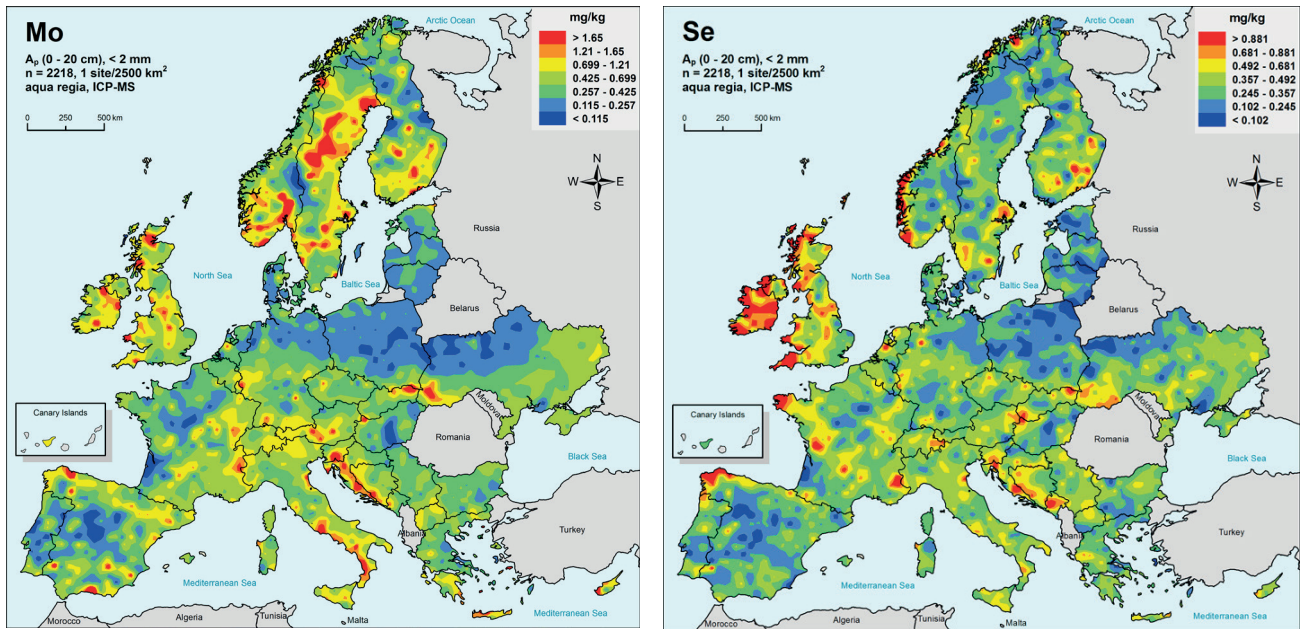 Mo
Aₚ (0 - 20 cm), < 2 mm
n = 2218, 1 site/2500 km²
aqua regia, ICP-MS
0 250 500 km
Arctic Ocean
mg/kg
> 1.65
1.21 - 1.65
0.699 - 1.21
0.425 - 0.699
0.257 - 0.425
0.115 - 0.257
< 0.115
N
W E
S
Russia
North Sea
Baltic Sea
Belarus
Canary Islands
Moldova
Romania
Black Sea
Albania
Turkey
Mediterranean Sea
Mediterranean Sea
Morocco
Algeria
Tunisia
Malta
Se
Aₚ (0 - 20 cm), < 2 mm
n = 2218, 1 site/2500 km²
aqua regia, ICP-MS
0 250 500 km
Arctic Ocean
mg/kg
> 0.881
0.681 - 0.881
0.492 - 0.681
0.357 - 0.492
0.245 - 0.357
0.102 - 0.245
< 0.102
N
W E
S
Russia
North Sea
Baltic Sea
Belarus
Canary Islands
Moldova
Romania
Black Sea
Albania
Turkey
Mediterranean Sea
Mediterranean Sea
Morocco
Algeria
Tunisia
Malta